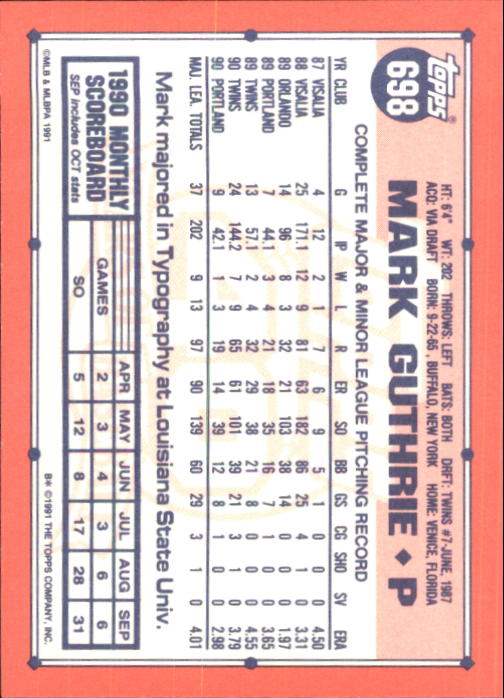 TOPPS®
698
HT: 6'4" WT: 202 THROWS: LEFT BATS: BOTH DRFT: TWINS #7-JUNE, 1987
ACQ: VIA DRAFT BORN: 9-22-65, BUFFALO, NEW YORK HOME: VENICE, FLORIDA
MARK GUTHRIE ♦ P
COMPLETE MAJOR & MINOR LEAGUE PITCHING RECORD
YR CLUB G IP W L R ER SO BB GS CG SHO SV ERA
87 VISALIA 4 12 2 1 7 6 9 5 1 0 0 0 4.50
88 VISALIA 25 171.1 12 9 81 63 182 86 25 4 1 0 3.31
89 ORLANDO 14 96 8 3 32 21 103 38 14 0 0 0 1.97
89 PORTLAND 7 44.1 3 4 21 18 35 16 7 1 0 0 3.65
89 TWINS 13 57.1 2 4 32 29 38 21 8 0 0 0 4.55
90 TWINS 24 144.2 7 9 65 61 101 39 21 3 1 0 3.79
90 PORTLAND 9 42.1 1 3 19 14 39 12 8 1 0 0 2.98
MAJ. LEA. TOTALS 37 202 9 13 97 90 139 60 29 3 1 0 4.01
Mark majored in Typography at Louisiana State Univ.
1990 MONTHLY
SCOREBOARD
SEP includes OCT stats
APR MAY JUN JUL AUG SEP
GAMES 2 3 4 3 6 6
SO 5 12 8 17 28 31
©MLB & MLBPA 1991
B* ©1991 THE TOPPS COMPANY, INC.